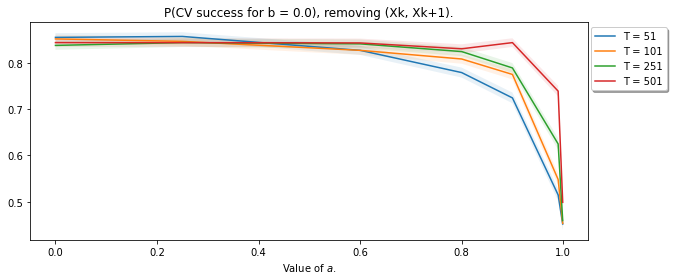 P(CV success for b = 0.0), removing (Xk, Xk+1).
T = 51
T = 101
T = 251
T = 501
0.8
0.7
0.6
0.5
0.0 0.2 0.4 0.6 0.8 1.0
Value of a.